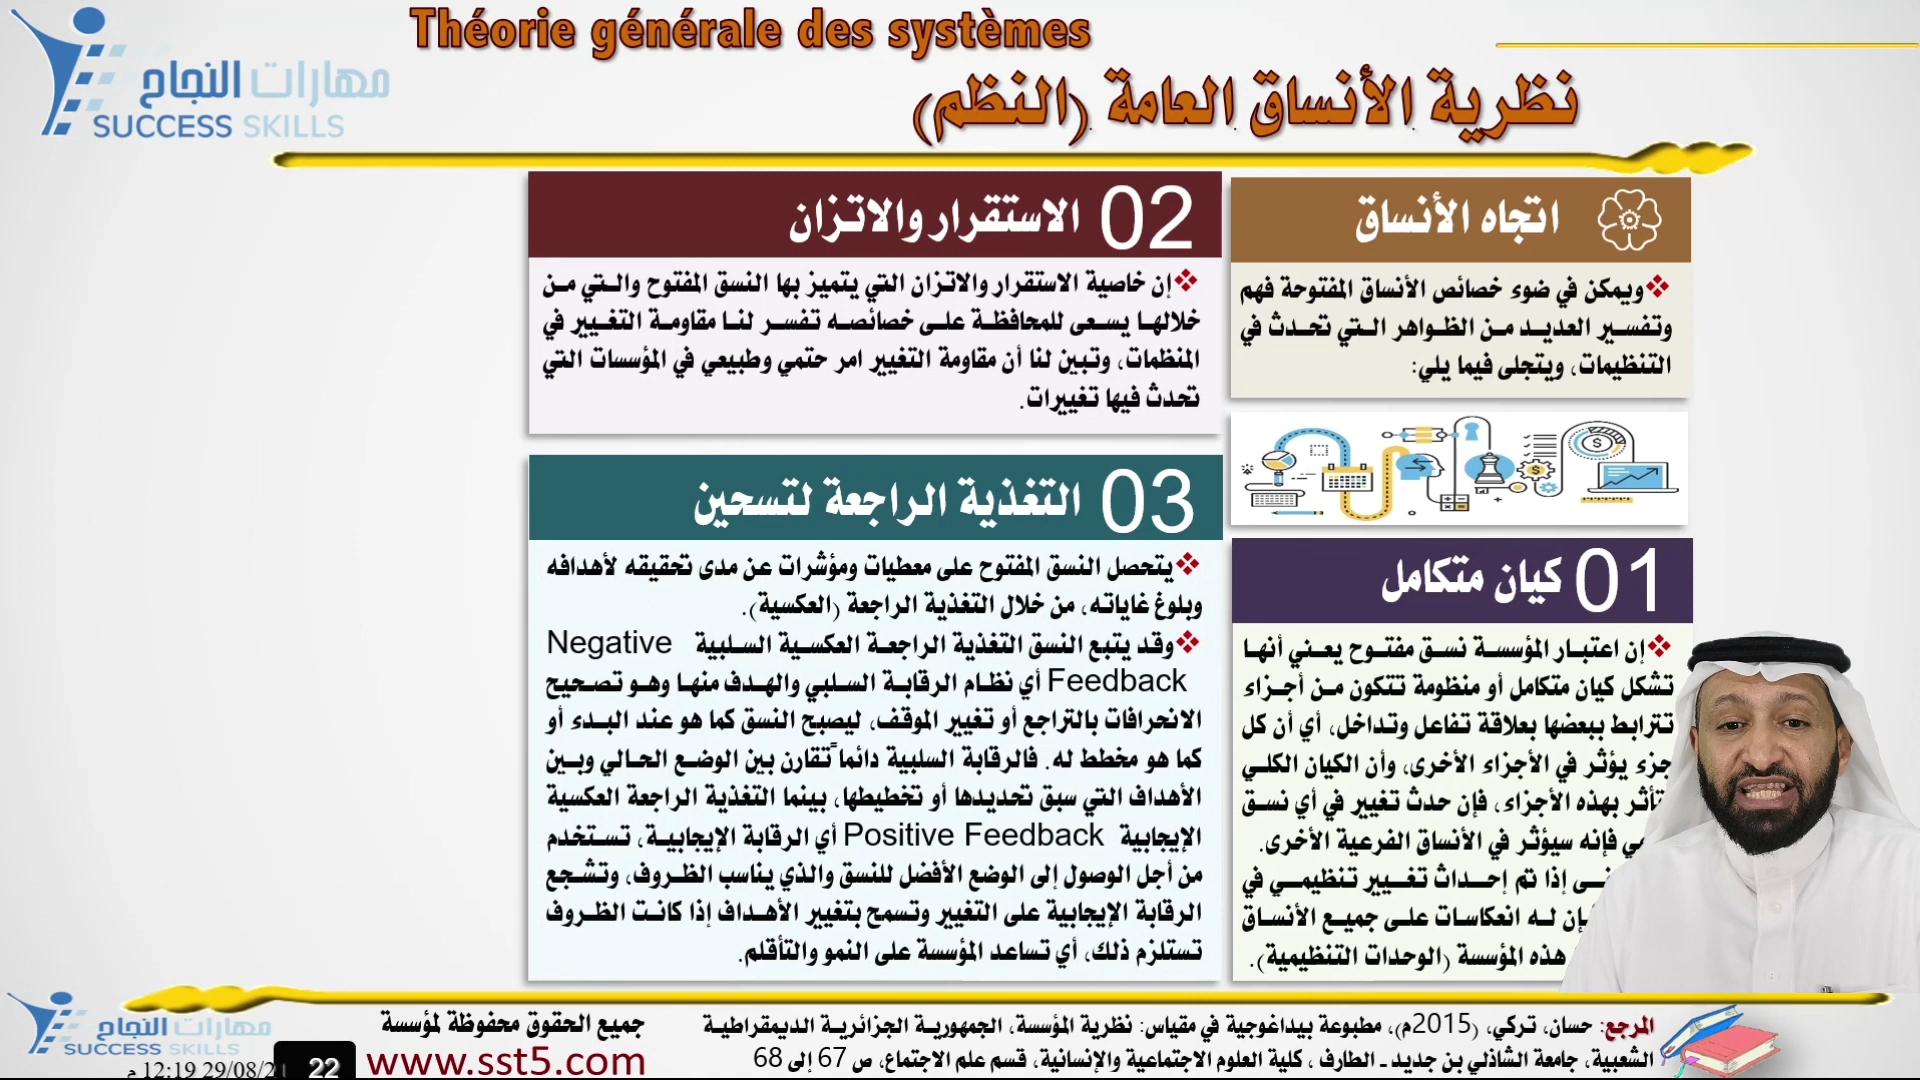 Théorie générale des systèmes
نظرية الأنساق العامة (النظم)
مهارات النجاح
SUCCESS SKILLS
اتجاه الأنساق
ويمكن في ضوء خصائص الأنساق المفتوحة فهم
وتفسير العديد من الظواهر التي تحدث في
التنظيمات، ويتجلى فيما يلي:
01 كيان متكامل
إن اعتبار المؤسسة نسق مفتوح يعني أنها
تشكل كيان متكامل أو منظومة تتكون من أجزاء
تترابط ببعضها بعلاقة تفاعل وتداخل، أي أن كل
جزء يؤثر في الأجزاء الأخرى، وأن الكيان الكلي
بهذه الأجزاء، فإن حدث تغيير في أي نسق
فإنه سيؤثر في الأنساق الفرعية الأخرى.
إذا تم إحداث تغيير تنظيمي في
له انعكاسات على جميع الأنساق
هذه المؤسسة (الوحدات التنظيمية).
02 الاستقرار والاتزان
إن خاصية الاستقرار والاتزان التي يتميز بها النسق المفتوح والتي من
خلالها يسعى للمحافظة على خصائصه تفسر لنا مقاومة التغيير في
المنظمات، وتبين لنا أن مقاومة التغيير امر حتمي وطبيعي في المؤسسات التي
تحدث فيها تغييرات.
03 التغذية الراجعة لتسحين
يتحصل النسق المفتوح على معطيات ومؤشرات عن مدى تحقيقه لأهدافه
وبلوغ غاياته، من خلال التغذية الراجعة (العكسية).
وقد يتبع النسق التغذية الراجعة العكسية السلبية Negative
Feedback أي نظام الرقابة السلبي والهدف منها وهو تصحيح
الانحرافات بالتراجع أو تغيير الموقف، ليصبح النسق كما هو عند البدء أو
كما هو مخطط له. فالرقابة السلبية دائماً تقارن بين الوضع الحالي وبين
الأهداف التي سبق تحديدها أو تخطيطها، بينما التغذية الراجعة العكسية
الإيجابية Positive Feedback أي الرقابة الإيجابية، تستخدم
من أجل الوصول إلى الوضع الأفضل للنسق والذي يناسب الظروف، وتشجع
الرقابة الإيجابية على التغيير وتسمح بتغيير الأهداف إذا كانت الظروف
تستلزم ذلك، أي تساعد المؤسسة على النمو والتأقلم.
المرجع: حسان، تركي، (2015م)، مطبوعة بيداغوجية في مقياس: نظرية المؤسسة، الجمهورية الجزائرية الديمقراطية
الشعبية، جامعة الشاذلي بن جديد ـ الطارف ، كلية العلوم الاجتماعية والإنسانية، قسم علم الاجتماع، ص 67 إلى 68
جميع الحقوق محفوظة لمؤسسة
www.sst5.com
مهارات النجاح
SUCCESS SKILLS
22